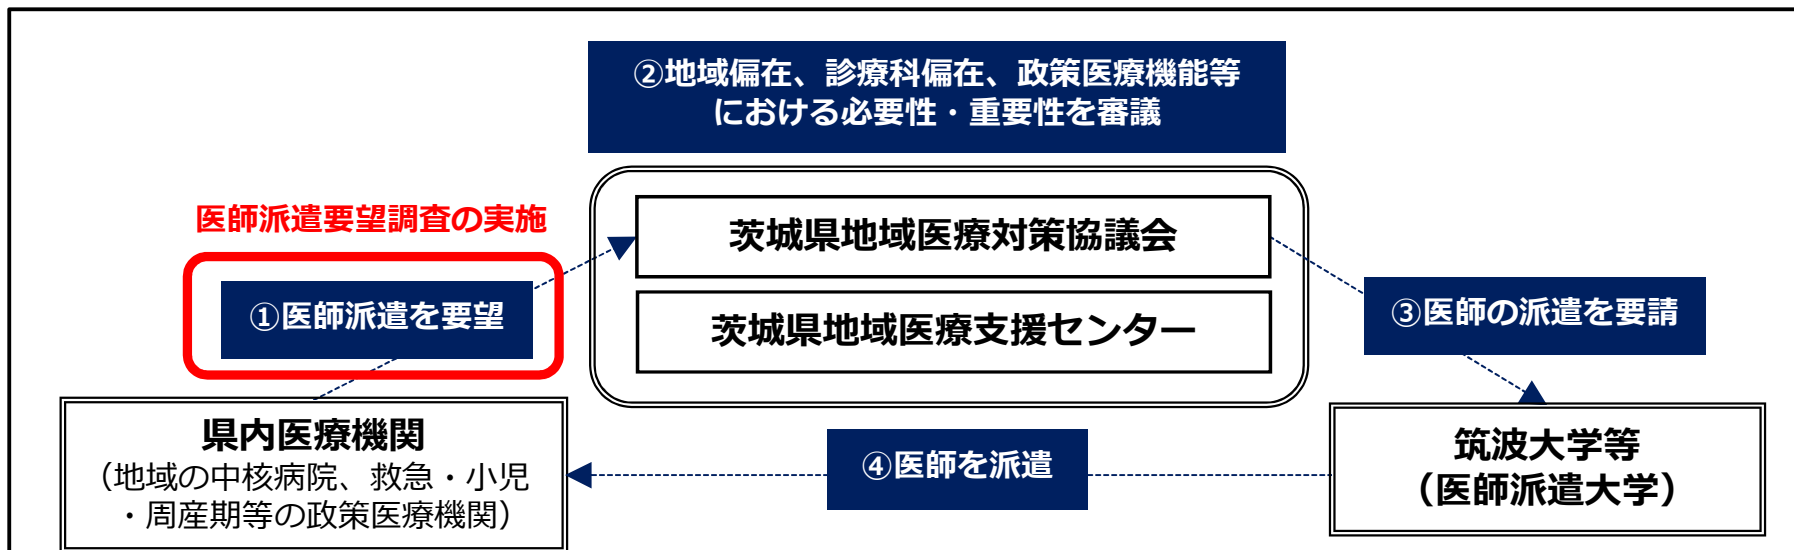 ②地域偏在、診療科偏在、政策医療機能等
における必要性・重要性を審議
医師派遣要望調査の実施
茨城県地域医療対策協議会
①医師派遣を要望
③医師の派遣を要請
茨城県地域医療支援センター
県内医療機関
（地域の中核病院、救急・小児
・周産期等の政策医療機関）
④医師を派遣
筑波大学等
（医師派遣大学）